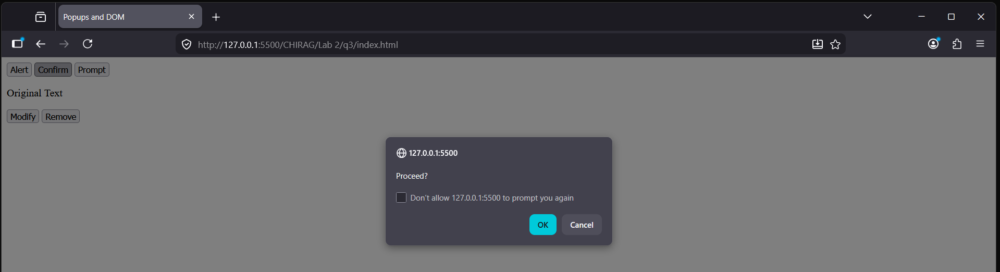 Popups and DOM
http://127.0.0.1:5500/CHIRAG/Lab 2/q3/index.html
Alert Confirm Prompt
Original Text
Modify Remove
127.0.0.1:5500
Proceed?
Don't allow 127.0.0.1:5500 to prompt you again
OK Cancel